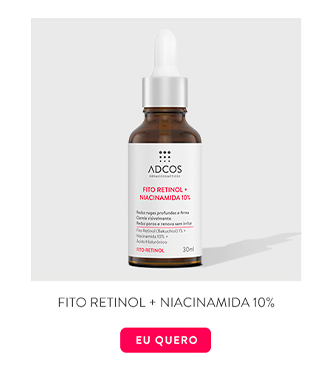 ADCOS
DERMOCOSMÉTICOS
FITO RETINOL +
NIACINAMIDA 10%
Reduz rugas profundas e firma
Clareia visivelmente
Reduz poros e renova sem irritar
Fito Retinol (Bakuchiol) 1% +
Niacinamida 10% +
Ácido Hialurônico
FITO RETINOL 30ml
FITO RETINOL + NIACINAMIDA 10%
EU QUERO